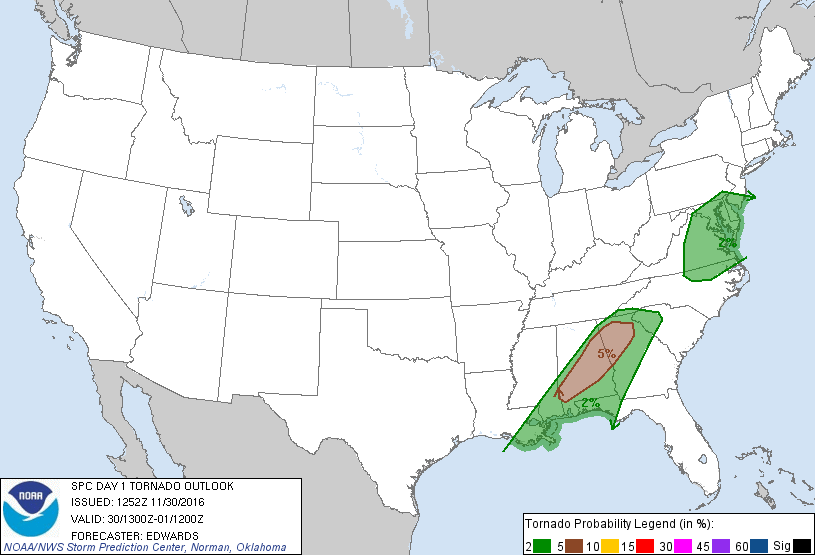 2%
5%
2%
NOAA
SPC DAY 1 TORNADO OUTLOOK
ISSUED: 1252Z 11/30/2016
VALID: 30/1300Z-01/1200Z
FORECASTER: EDWARDS
NOAA/NWS Storm Prediction Center, Norman, Oklahoma
Tornado Probability Legend (in %):
2 5 10 15 30 45 60 Sig